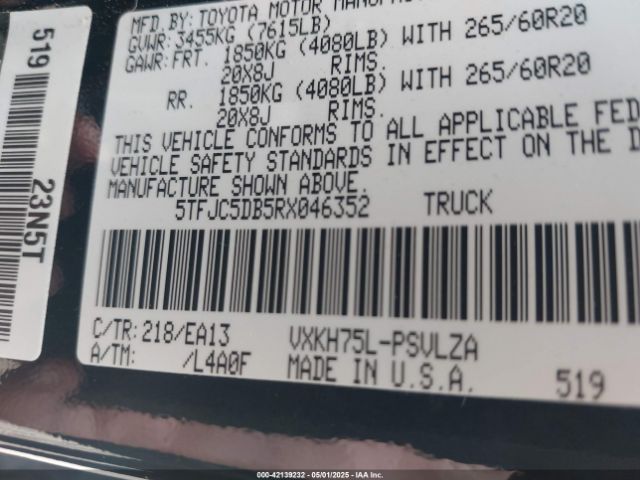 MFD.BY:TOYOTA MOTOR
GVWR:3455KG (7615LB)
GAWR:FRT. 1850KG (4080LB) WITH 265/60R20
20X8J RIMS.
RR. 1850KG (4080LB) WITH 265/60R20
20X8J RIMS.
THIS VEHICLE CONFORMS TO ALL APPLICABLE FED
VEHICLE SAFETY STANDARDS IN EFFECT ON THE D
MANUFACTURE SHOWN ABOVE.
5TFJC5DB5RX046352 TRUCK
C/TR:218/EA13 VXKH75L-PSVLZA
A/TM: /L4A0F MADE IN U.S.A. 519
519
23N5T
000-42139232 - 05/01/2025 - IAAI.com